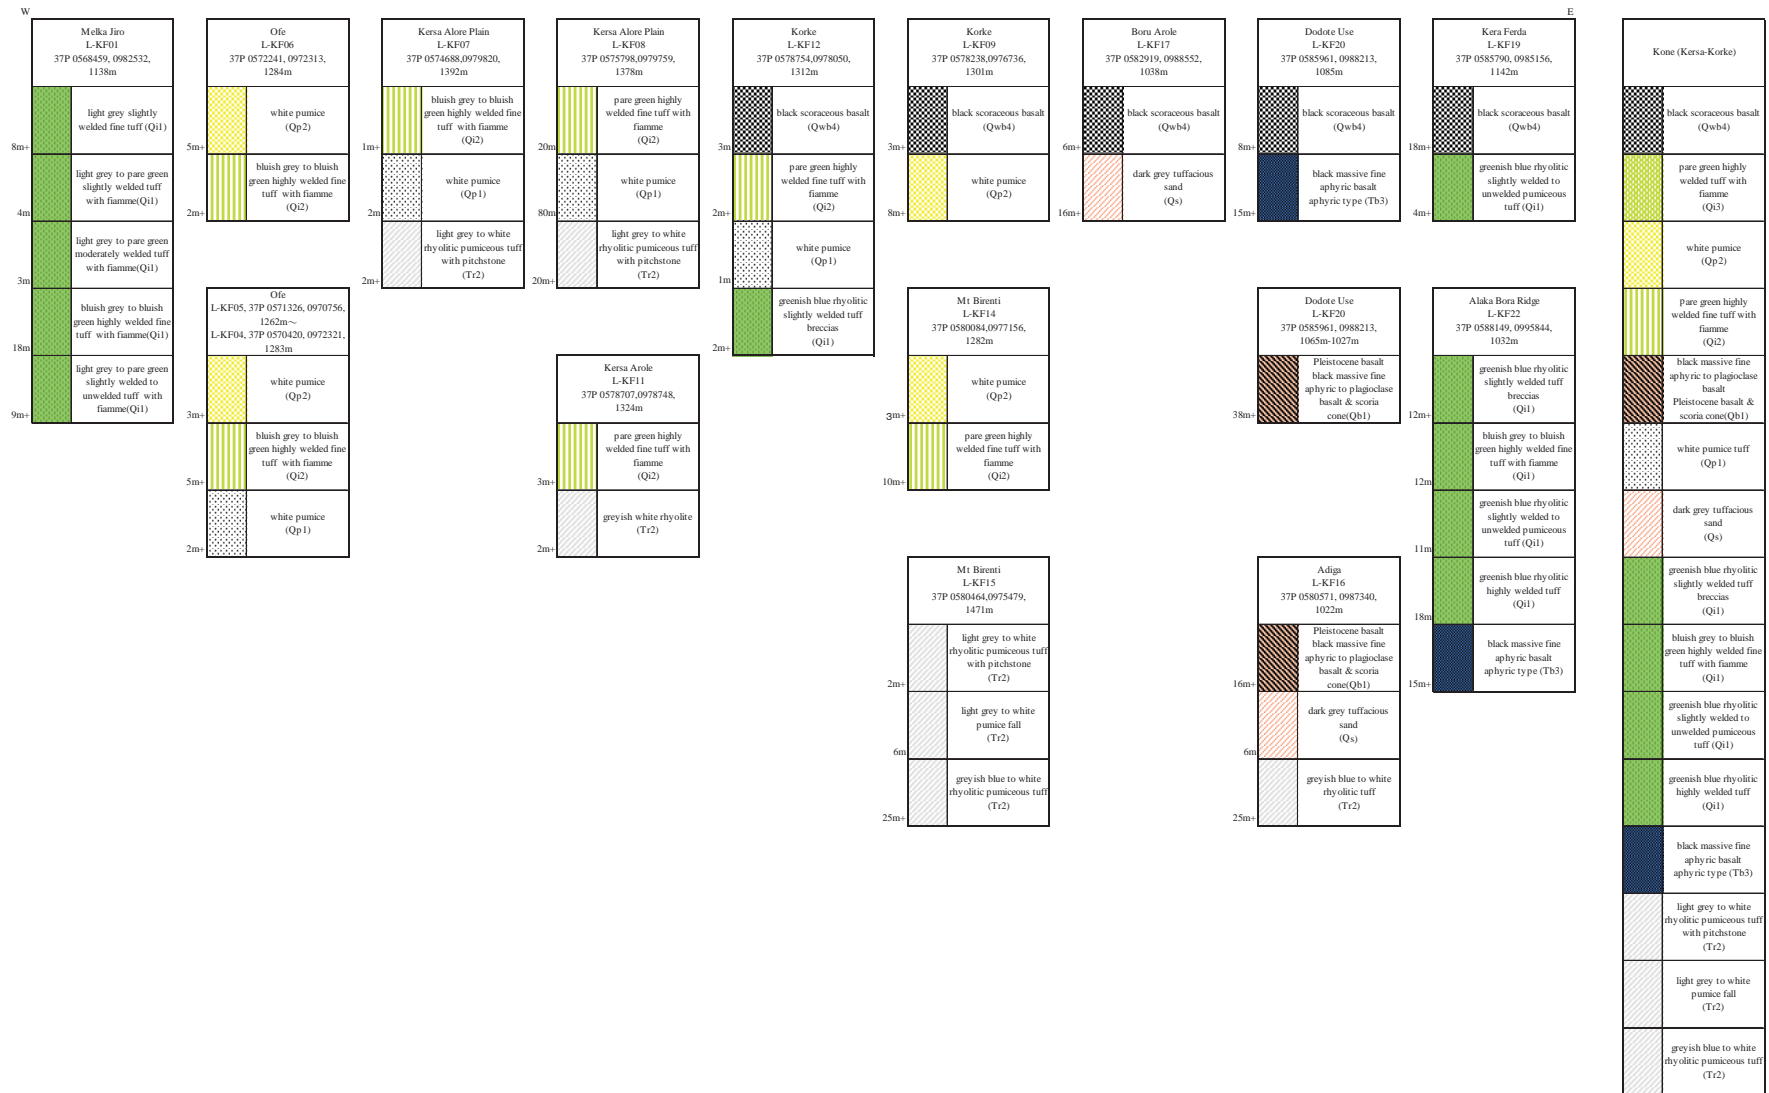 W
E
Melka Jiro
L-KF01
37P 0568459, 0982532,
1138m
light grey slightly
welded fine tuff (Qi1)
8m+
light grey to pare green
slightly welded tuff
with fiamme(Qi1)
4m
light grey to pare green
moderately welded tuff
with fiamme(Qi1)
3m
bluish grey to bluish
green highly welded fine
tuff with fiamme(Qi1)
18m
light grey to pare green
slightly welded to
unwelded tuff with
fiamme(Qi1)
9m+
Ofe
L-KF06
37P 0572241, 0972313,
1284m
white pumice
(Qp2)
5m+
bluish grey to bluish
green highly welded fine
tuff with fiamme
(Qi2)
2m+
Ofe
L-KF05, 37P 0571326, 0970756,
1262m～
L-KF04, 37P 0570420, 0972321,
1283m
white pumice
(Qp2)
3m+
bluish grey to bluish
green highly welded fine
tuff with fiamme
(Qi2)
5m+
white pumice
(Qp1)
2m+
Kersa Alore Plain
L-KF07
37P 0574688,0979820,
1392m
bluish grey to bluish
green highly welded fine
tuff with fiamme
(Qi2)
1m+
white pumice
(Qp1)
2m
light grey to white
rhyolitic pumiceous tuff
with pitchstone
(Tr2)
2m+
Kersa Alore Plain
L-KF08
37P 0575798,0979759,
1378m
pare green highly
welded fine tuff with
fiamme
(Qi2)
20m
white pumice
(Qp1)
80m
light grey to white
rhyolitic pumiceous tuff
with pitchstone
(Tr2)
20m+
Kersa Arole
L-KF11
37P 0578707,0978748,
1324m
pare green highly
welded fine tuff with
fiamme
(Qi2)
3m+
greyish white rhyolite
(Tr2)
2m+
Korke
L-KF12
37P 0578754,0978050,
1312m
black scoraceous basalt
(Qwb4)
3m
pare green highly
welded fine tuff with
fiamme
(Qi2)
2m+
white pumice
(Qp1)
1m
greenish blue rhyolitic
slightly welded tuff
breccias
(Qi1)
2m+
Korke
L-KF09
37P 0578238,0976736,
1301m
black scoraceous basalt
(Qwb4)
3m+
white pumice
(Qp2)
8m+
Mt Birenti
L-KF14
37P 0580084,0977156,
1282m
white pumice
(Qp2)
3m+
pare green highly
welded fine tuff with
fiamme
(Qi2)
10m+
Mt Birenti
L-KF15
37P 0580464,0975479,
1471m
light grey to white
rhyolitic pumiceous tuff
with pitchstone
(Tr2)
2m+
light grey to white
pumice fall
(Tr2)
6m
greyish blue to white
rhyolitic pumiceous tuff
(Tr2)
25m+
Boru Arole
L-KF17
37P 0582919, 0988552,
1038m
black scoraceous basalt
(Qwb4)
6m+
dark grey tuffacious
sand
(Qs)
16m+
Dodote Use
L-KF20
37P 0585961, 0988213,
1085m
black scoraceous basalt
(Qwb4)
8m+
black massive fine
aphyric basalt
aphyric type (Tb3)
15m+
Dodote Use
L-KF20
37P 0585961, 0988213,
1065m-1027m
Pleistocene basalt
black massive fine
aphyric to plagioclase
basalt & scoria
cone(Qb1)
38m+
Adiga
L-KF16
37P 0580571, 0987340,
1022m
Pleistocene basalt
black massive fine
aphyric to plagioclase
basalt & scoria
cone(Qb1)
16m+
dark grey tuffacious
sand
(Qs)
6m
greyish blue to white
rhyolitic tuff
(Tr2)
25m+
Kera Ferda
L-KF19
37P 0585790, 0985156,
1142m
black scoraceous basalt
(Qwb4)
18m+
greenish blue rhyolitic
slightly welded to
unwelded pumiceous
tuff (Qi1)
4m+
Alaka Bora Ridge
L-KF22
37P 0588149, 0995844,
1032m
greenish blue rhyolitic
slightly welded tuff
breccias
(Qi1)
12m+
bluish grey to bluish
green highly welded fine
tuff with fiamme
(Qi1)
12m
greenish blue rhyolitic
slightly welded to
unwelded pumiceous
tuff (Qi1)
11m
greenish blue rhyolitic
highly welded tuff
(Qi1)
18m
black massive fine
aphyric basalt
aphyric type (Tb3)
15m+
Kone (Kersa-Korke)
black scoraceous basalt
(Qwb4)
pare green highly
welded tuff with
fiamme
(Qi3)
white pumice
(Qp2)
pare green highly
welded fine tuff with
fiamme
(Qi2)
black massive fine
aphyric to plagioclase
basalt
Pleistocene basalt &
scoria cone(Qb1)
white pumice tuff
(Qp1)
dark grey tuffacious
sand
(Qs)
greenish blue rhyolitic
slightly welded tuff
breccias
(Qi1)
bluish grey to bluish
green highly welded fine
tuff with fiamme
(Qi1)
greenish blue rhyolitic
slightly welded to
unwelded pumiceous
tuff (Qi1)
greenish blue rhyolitic
highly welded tuff
(Qi1)
black massive fine
aphyric basalt
aphyric type (Tb3)
light grey to white
rhyolitic pumiceous tuff
with pitchstone
(Tr2)
light grey to white
pumice fall
(Tr2)
greyish blue to white
rhyolitic pumiceous tuff
(Tr2)